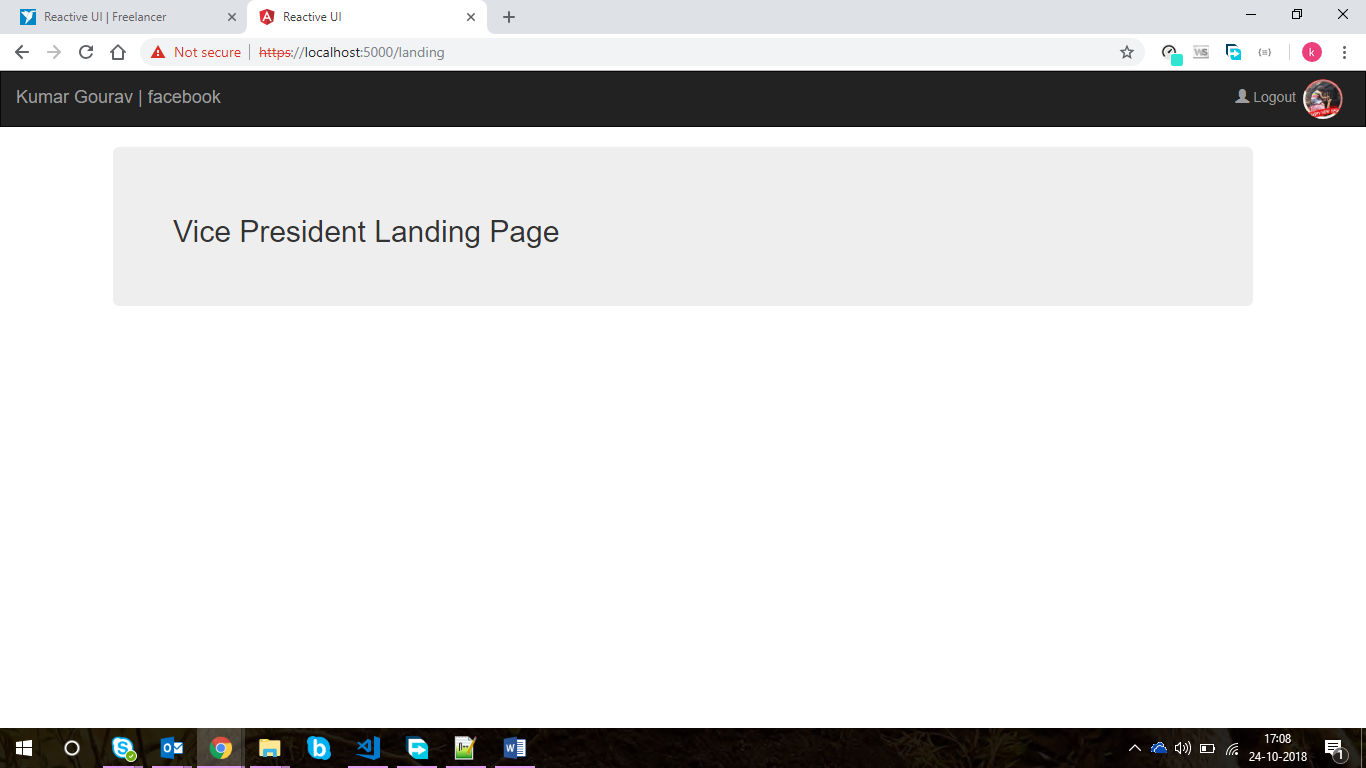 Reactive UI | Freelancer
Reactive UI
Not secure | https://localhost:5000/landing
k
Kumar Gourav | facebook
Logout
Vice President Landing Page
17:08
24-10-2018
1